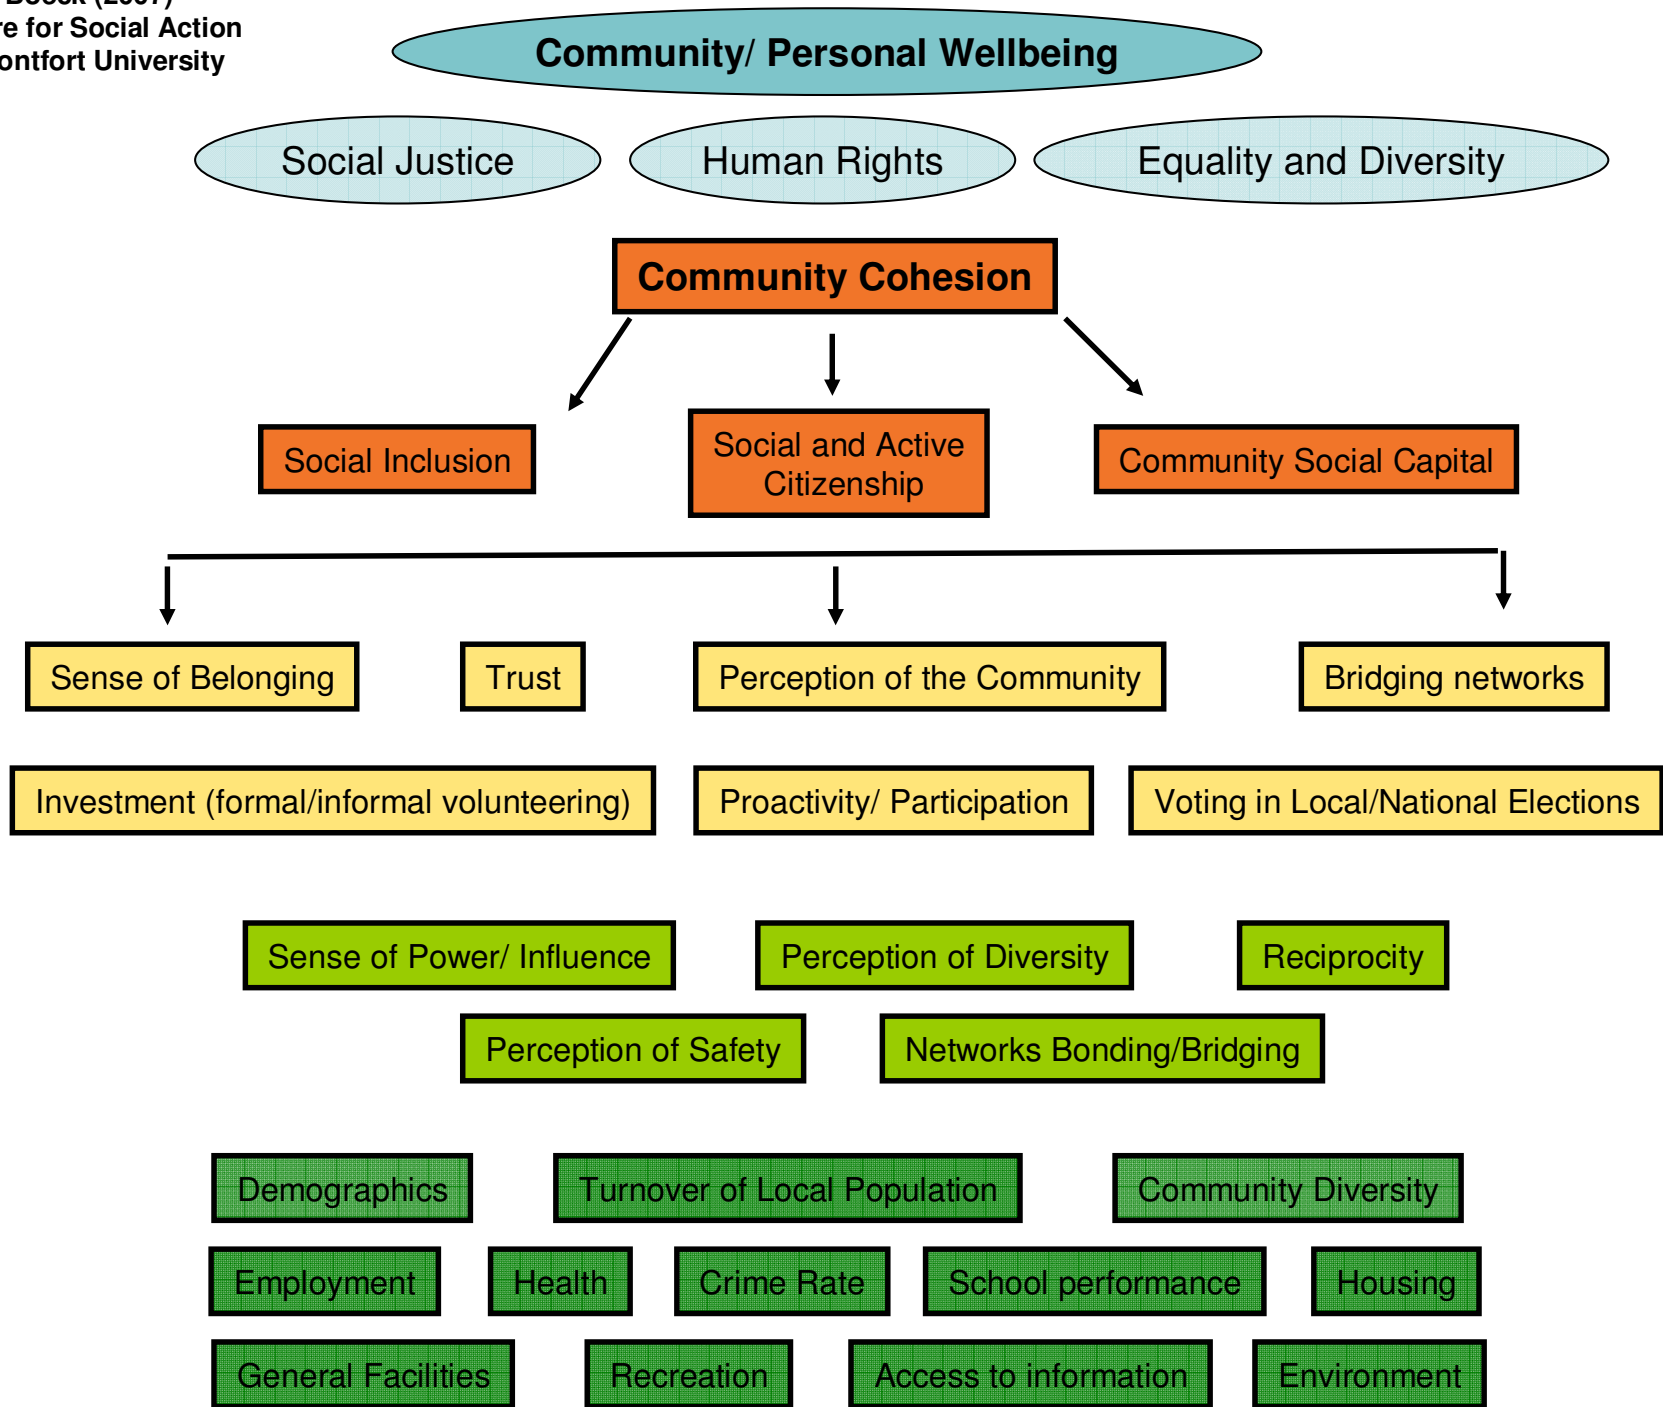 for Social Action
University
Community/ Personal Wellbeing
Social Justice
Human Rights
Equality and Diversity
Community Cohesion
Social Inclusion
Social and Active
Citizenship
Community Social Capital
Sense of Belonging
Trust
Perception of the Community
Bridging networks
Investment (formal/informal volunteering)
Proactivity/ Participation
Voting in Local/National Elections
Sense of Power/ Influence
Perception of Diversity
Reciprocity
Perception of Safety
Networks Bonding/Bridging
Demographics
Turnover of Local Population
Community Diversity
Employment
Health
Crime Rate
School performance
Housing
General Facilities
Recreation
Access to information
Environment